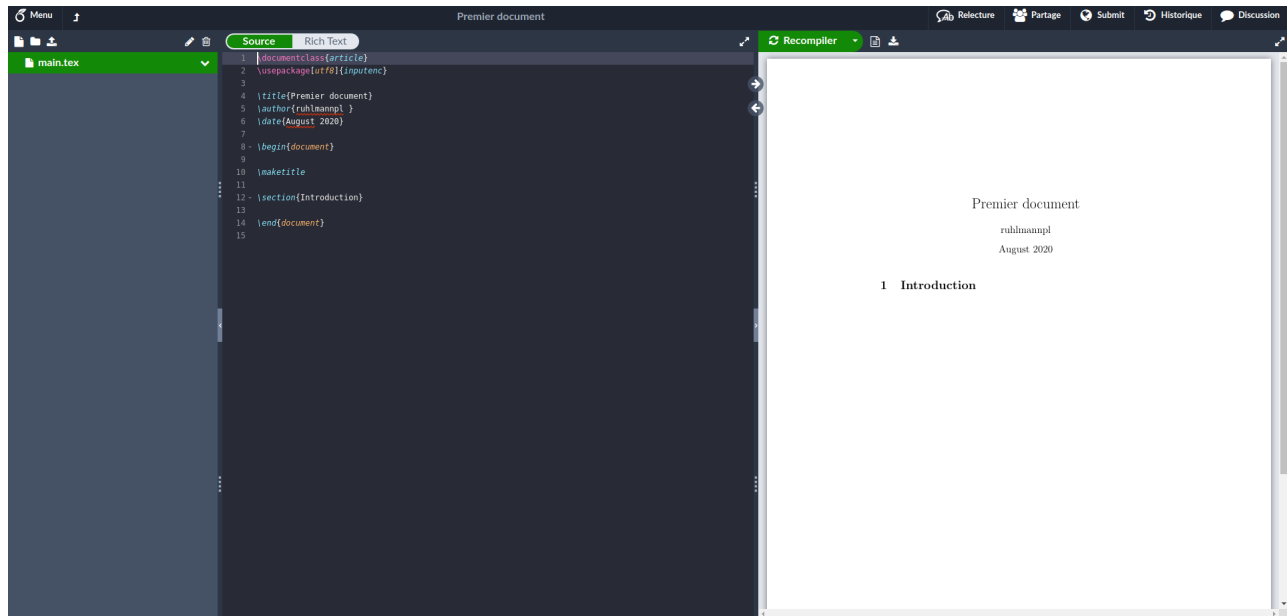 Menu
Premier document
Relecture
Partage
Submit
Historique
Discussion
Source Rich Text
Recompiler
main.tex
1 \documentclass{article}
2 \usepackage[utf8]{inputenc}
3
4 \title{Premier document}
5 \author{ruhlmannpl }
6 \date{August 2020}
7
8 \begin{document}
9
10 \maketitle
11
12 \section{Introduction}
13
14 \end{document}
15
Premier document
ruhlmannpl
August 2020
1 Introduction